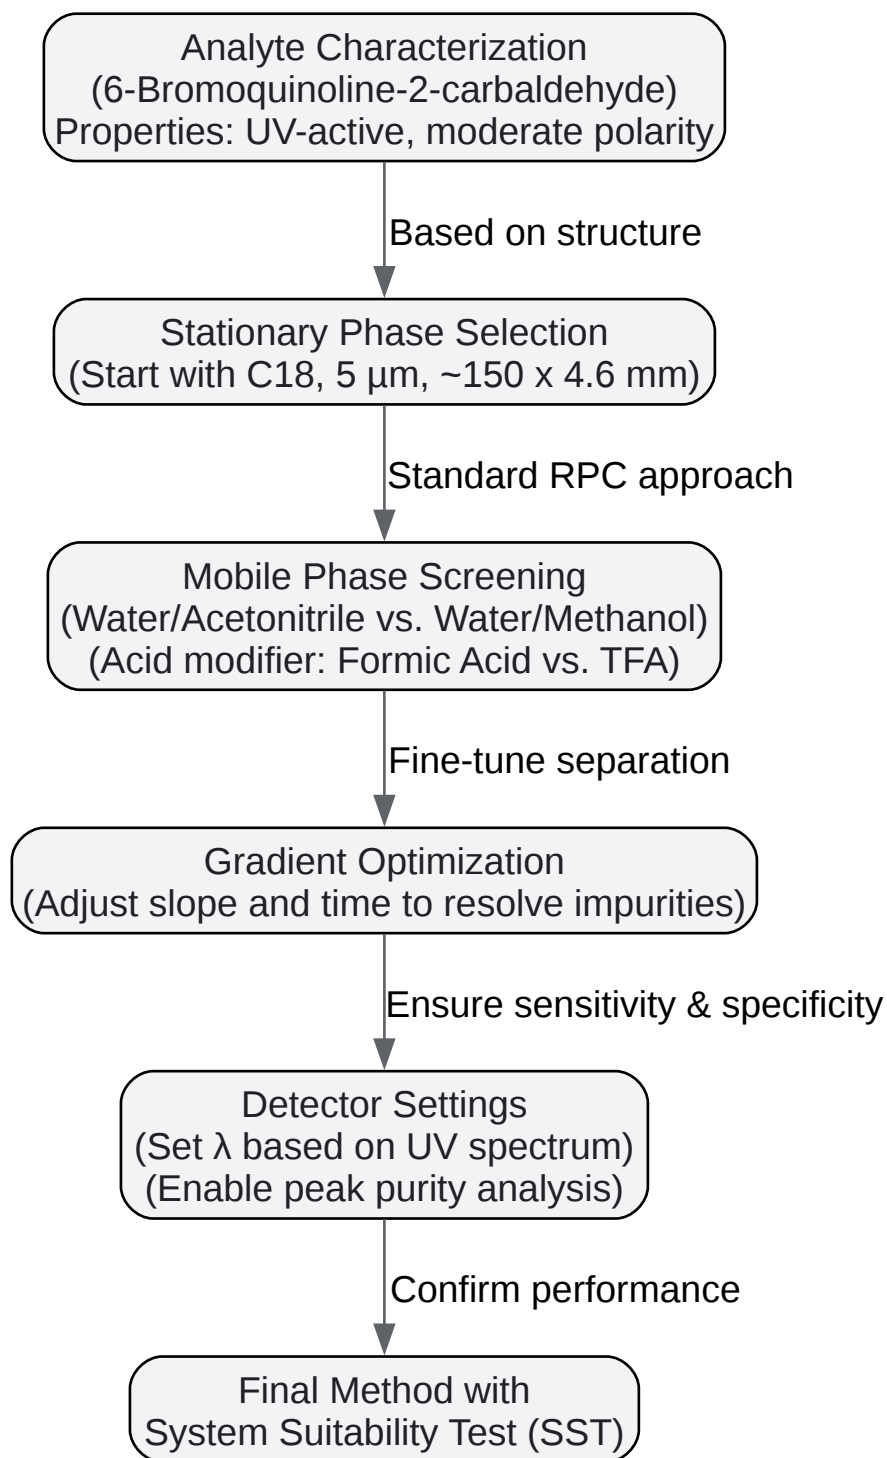 Analyte Characterization
(6-Bromoquinoline-2-carbaldehyde)
Properties: UV-active, moderate polarity
Based on structure
Stationary Phase Selection
(Start with C18, 5 µm, ~150 x 4.6 mm)
Standard RPC approach
Mobile Phase Screening
(Water/Acetonitrile vs. Water/Methanol)
(Acid modifier: Formic Acid vs. TFA)
Fine-tune separation
Gradient Optimization
(Adjust slope and time to resolve impurities)
Ensure sensitivity & specificity
Detector Settings
(Set λ based on UV spectrum)
(Enable peak purity analysis)
Confirm performance
Final Method with
System Suitability Test (SST)